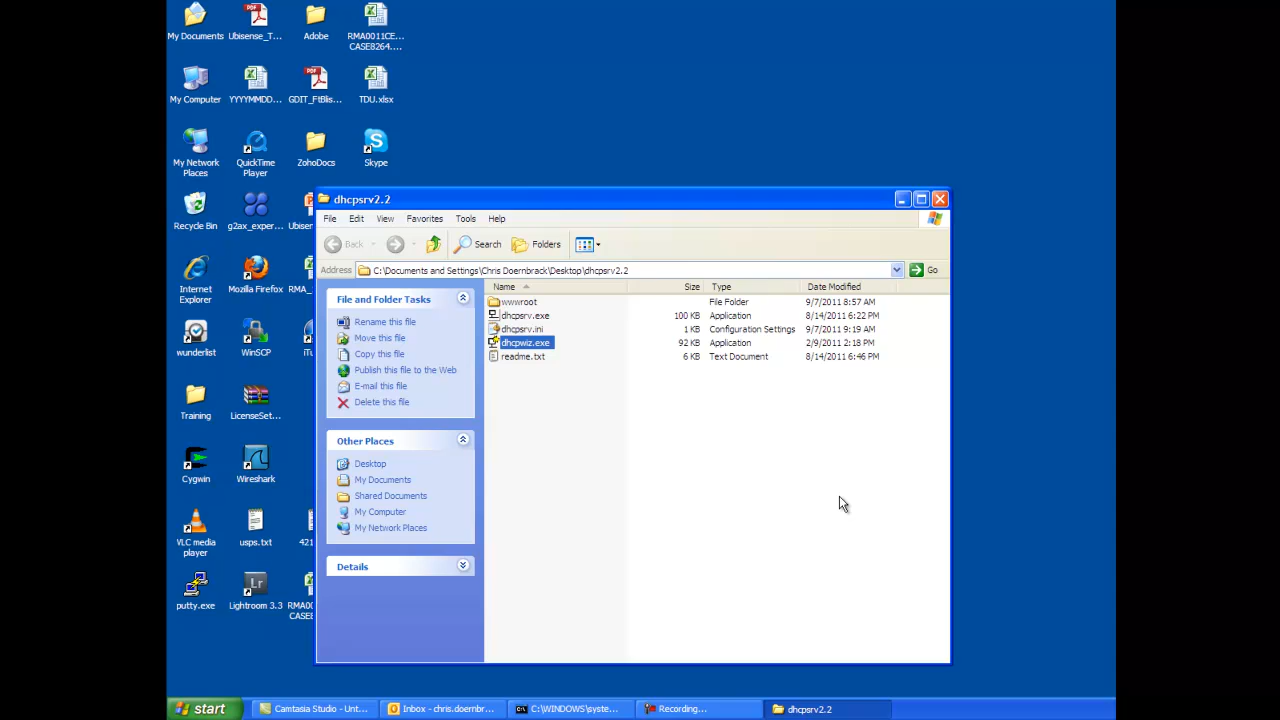 My Documents
Ubisense_T...
Adobe
RMA0011CE...
CASE8264....
My Computer
YYYYMMDD...
GDIT_FtBlis...
TDU.xlsx
My Network
Places
QuickTime
Player
ZohoDocs
Skype
Recycle Bin
g2ax_exper...
Ubisen
Internet
Explorer
Mozilla Firefox
RMA_
wunderlist
WinSCP
iTu
Training
LicenseSet...
Cygwin
Wireshark
VLC media
player
usps.txt
421
putty.exe
Lr
Lightroom 3.3
RMA00
CASE8
dhcpsrv2.2
File
Edit
View
Favorites
Tools
Help
Back
Search
Folders
Address
C:\Documents and Settings\Chris Doernbrack\Desktop\dhcpsrv2.2
Go
File and Folder Tasks
Rename this file
Move this file
Copy this file
Publish this file to the Web
E-mail this file
Delete this file
Other Places
Desktop
My Documents
Shared Documents
My Computer
My Network Places
Details
Name Size Type Date Modified
wwwroot File Folder 9/7/2011 8:57 AM
dhcpsrv.exe 100 KB Application 8/14/2011 6:22 PM
dhcpsrv.ini 1 KB Configuration Settings 9/7/2011 9:19 AM
dhcpwiz.exe 92 KB Application 2/9/2011 2:18 PM
readme.txt 6 KB Text Document 8/14/2011 6:46 PM
start
Camtasia Studio - Unt...
Inbox - chris.doernbr...
C:\WINDOWS\syste...
Recording...
dhcpsrv2.2